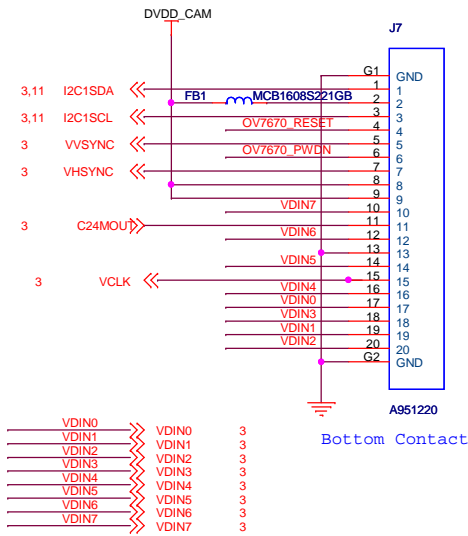 DVDD_CAM
J7
G1 GND
3,11 I2C1SDA 1 1
FB1 MCB1608S221GB 2 2
3,11 I2C1SCL 3 3
OV7670_RESET 4 4
3 VVSYNC 5 5
OV7670_PWDN 6 6
3 VHSYNC 7 7
8 8
9 9
VDIN7 10 10
3 C24MOUT 11 11
VDIN6 12 12
13 13
VDIN5 14 14
3 VCLK 15 15
VDIN4 16 16
VDIN0 17 17
VDIN3 18 18
VDIN1 19 19
VDIN2 20 20
G2 GND
A951220
Bottom Contact
VDIN0 VDIN0 3
VDIN1 VDIN1 3
VDIN2 VDIN2 3
VDIN3 VDIN3 3
VDIN4 VDIN4 3
VDIN5 VDIN5 3
VDIN6 VDIN6 3
VDIN7 VDIN7 3